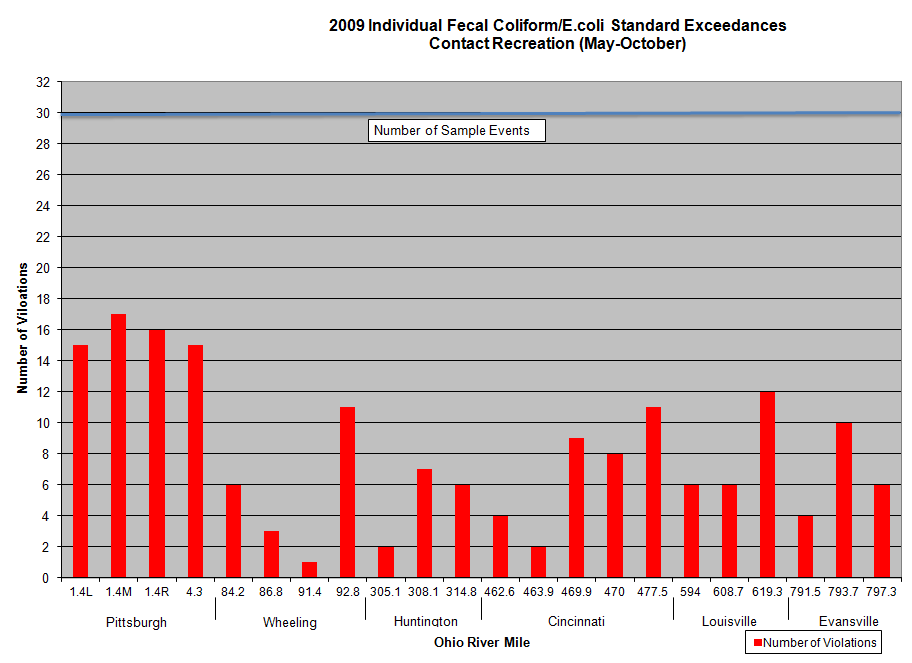 2009 Individual Fecal Coliform/E.coli Standard Exceedances
Contact Recreation (May-October)
32
30
28
26
24
22
20
18
16
14
12
10
8
6
4
2
0
Number of Viloations
Number of Sample Events
1.4L 1.4M 1.4R 4.3 84.2 86.8 91.4 92.8 305.1 308.1 314.8 462.6 463.9 469.9 470 477.5 594 608.7 619.3 791.5 793.7 797.3
Pittsburgh Wheeling Huntington Cincinnati Louisville Evansville
Ohio River Mile
Number of Violations